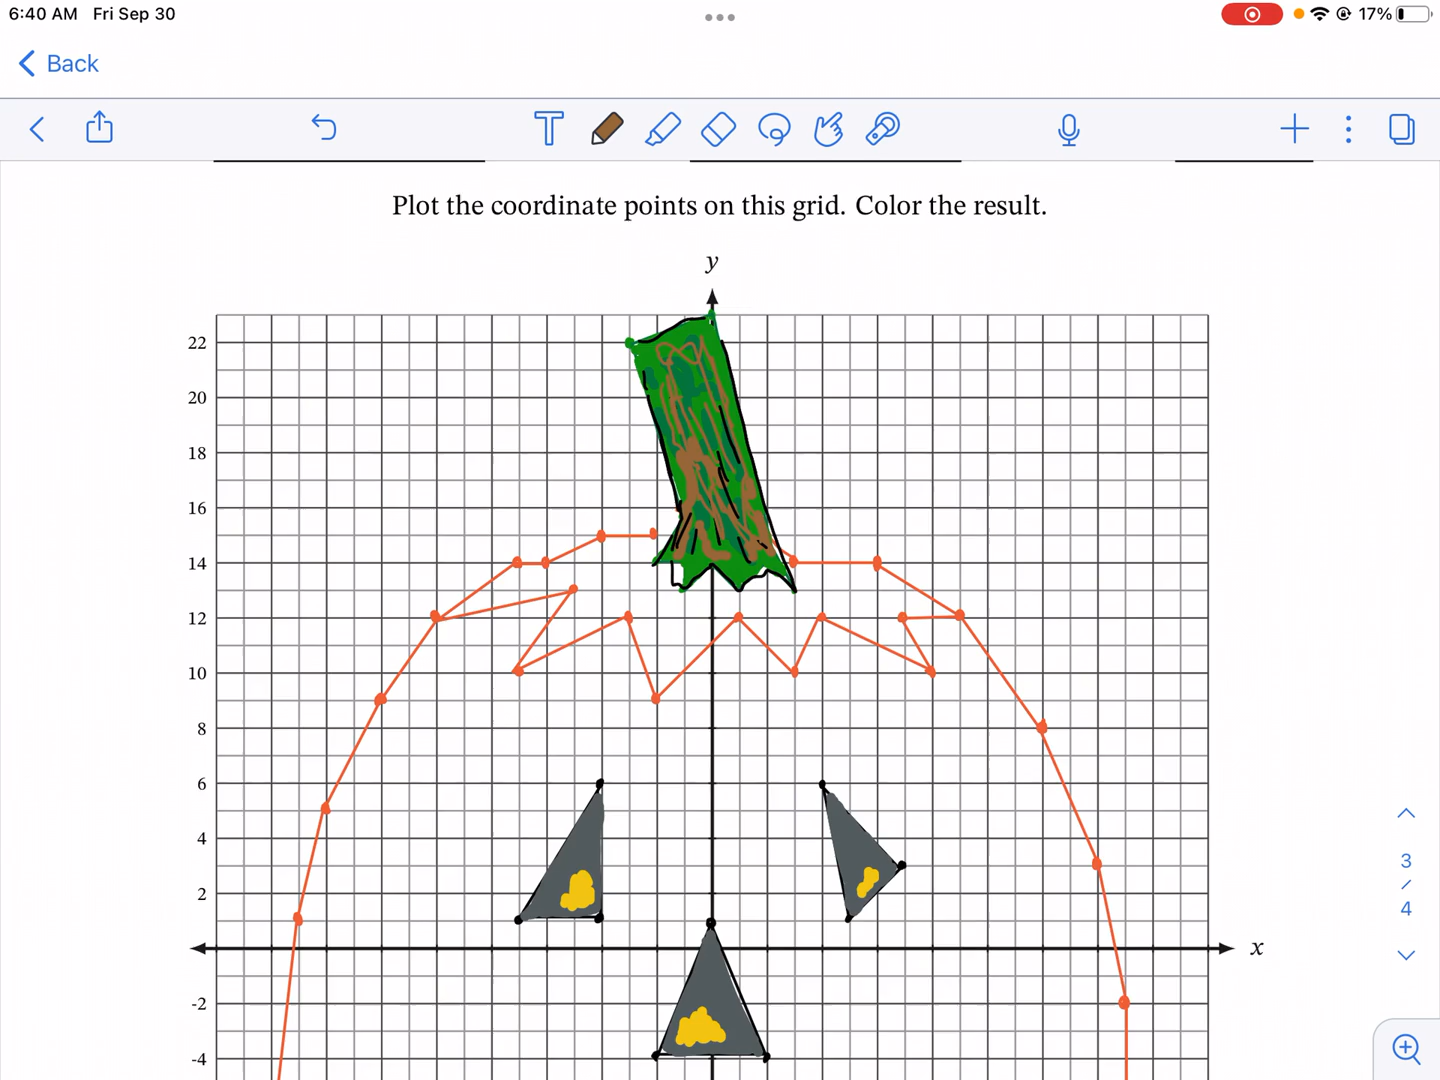 6:40 AM Fri Sep 30
17%
Back
T
Plot the coordinate points on this grid. Color the result.
y
22
20
18
16
14
12
10
8
6
4
2
x
-2
-4
3
/
4